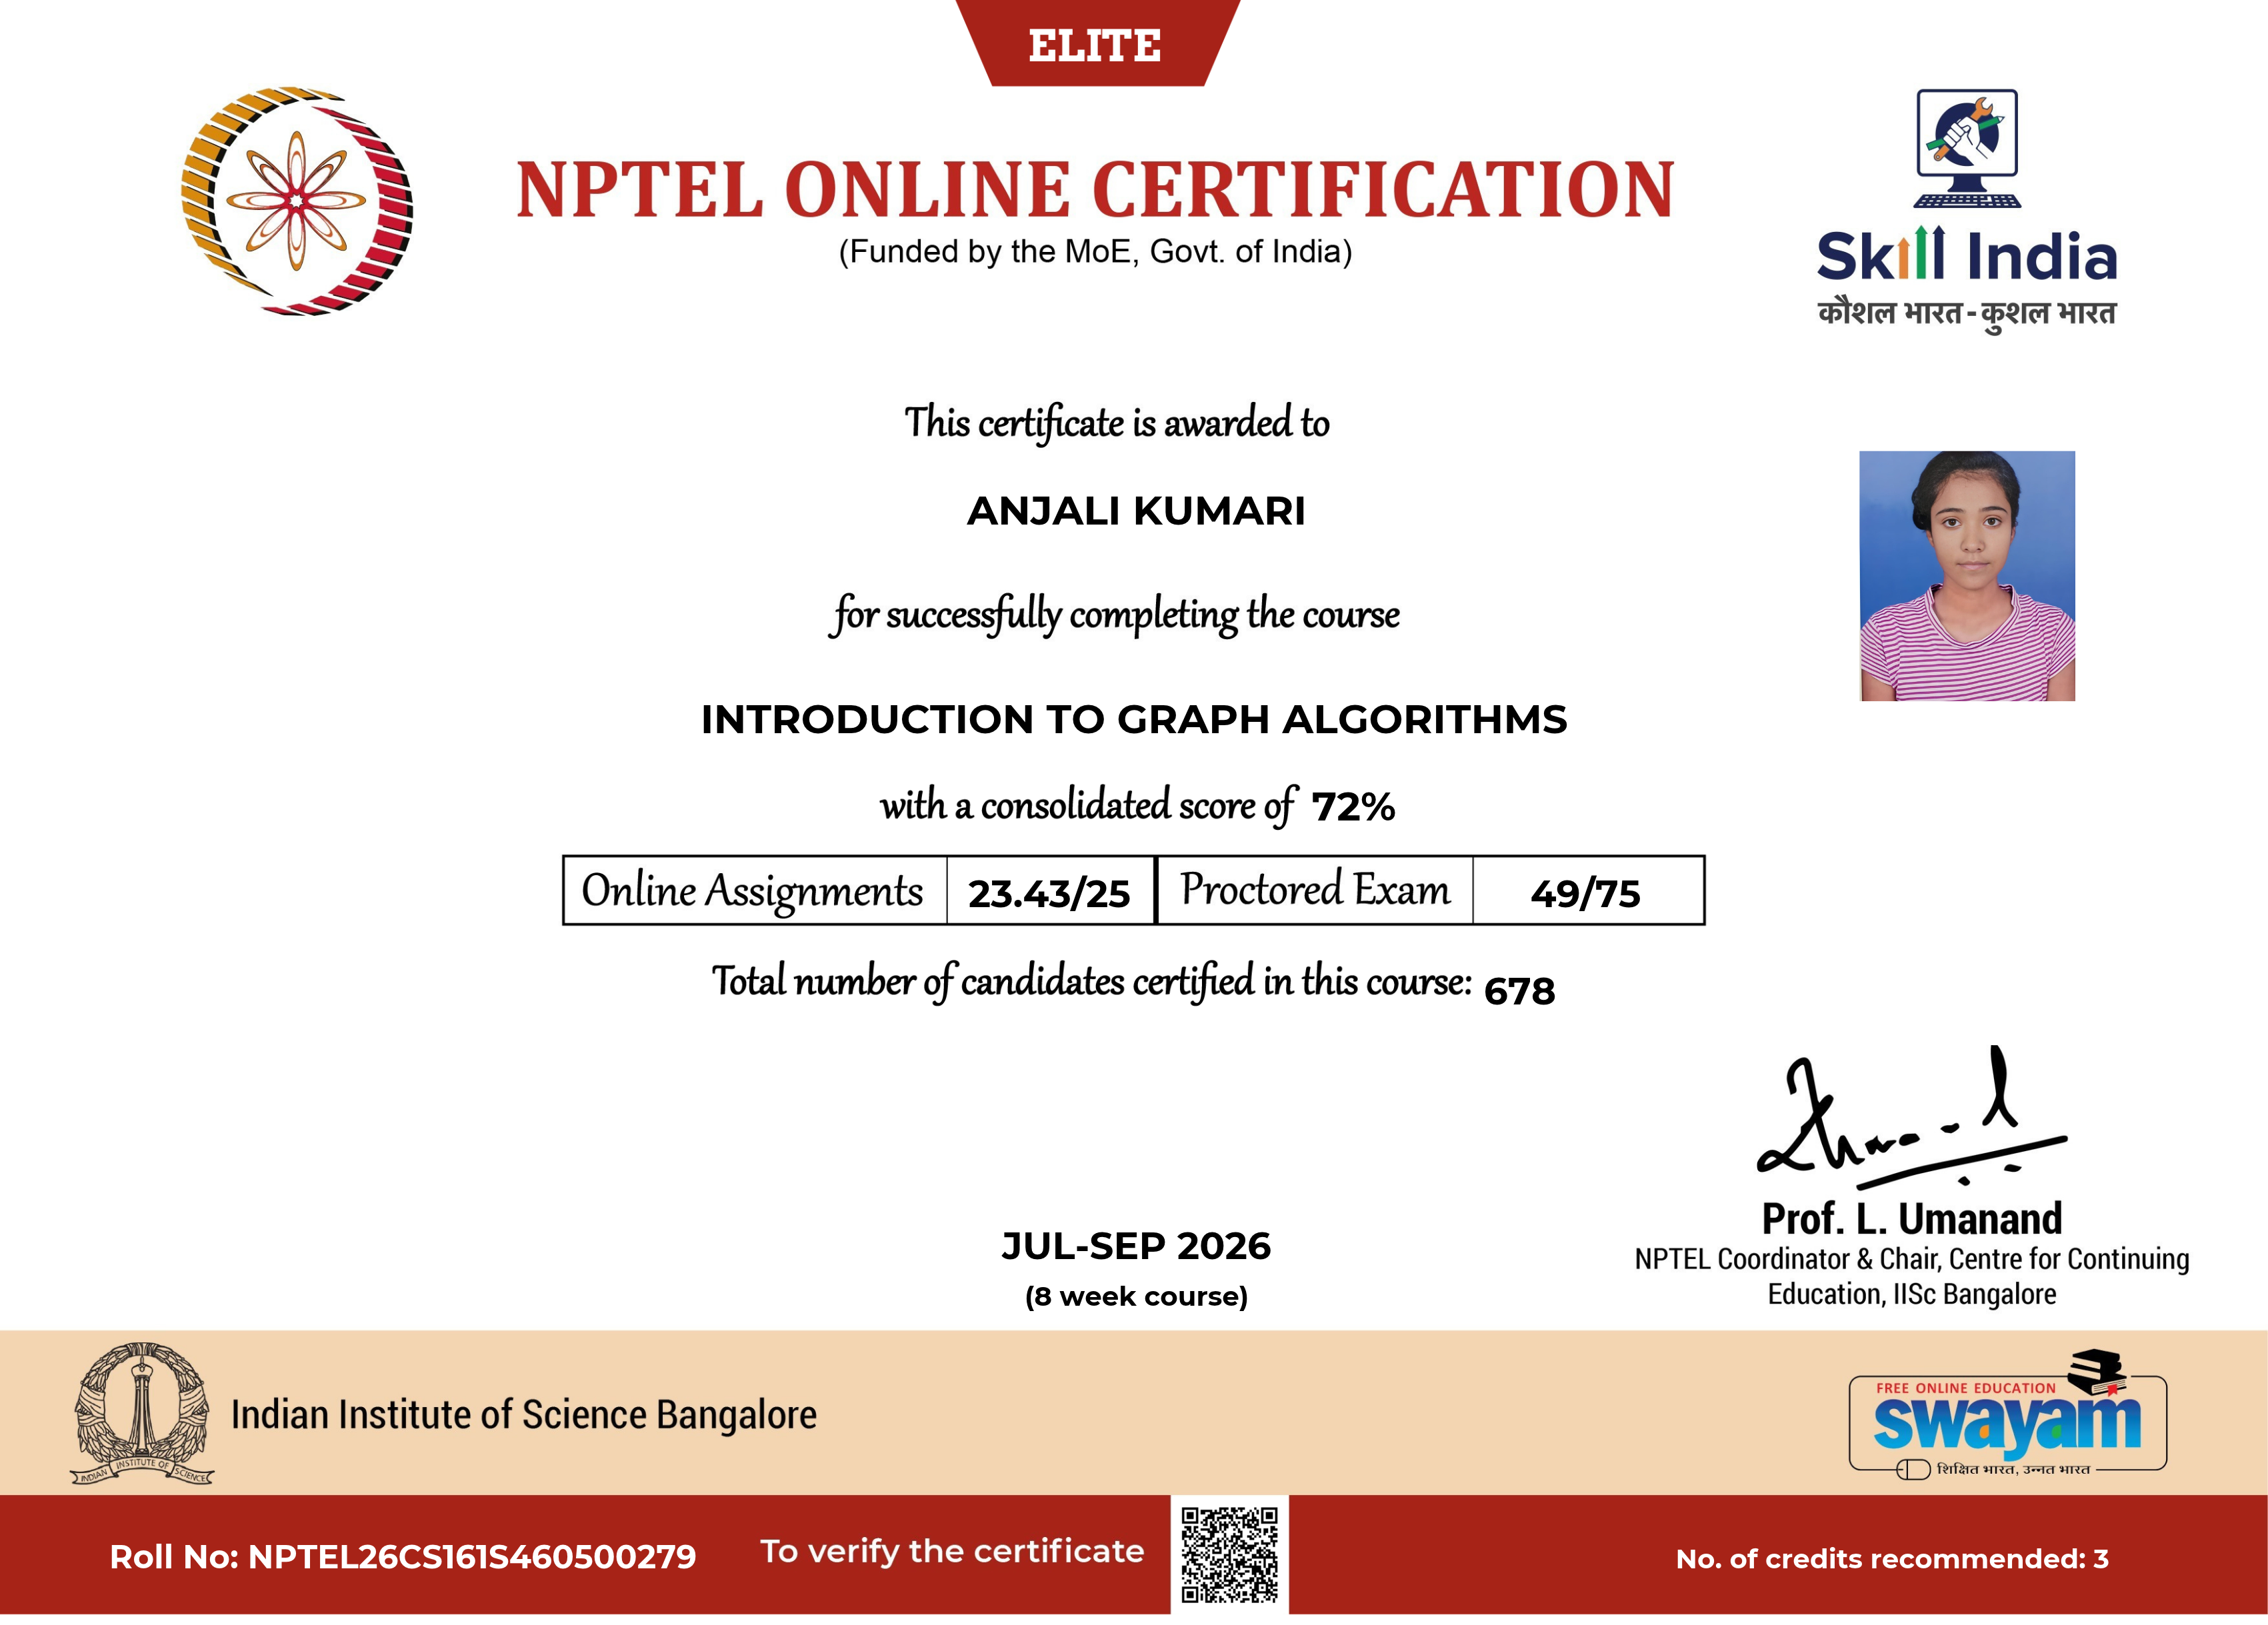 ELITE
NPTEL ONLINE CERTIFICATION
(Funded by the MoE, Govt. of India)
Skill India
कौशल भारत - कुशल भारत
This certificate is awarded to
ANJALI KUMARI
for successfully completing the course
INTRODUCTION TO GRAPH ALGORITHMS
with a consolidated score of 72%
Online Assignments 23.43/25 Proctored Exam 49/75
Total number of candidates certified in this course: 678
Prof. L. Umanand
NPTEL Coordinator & Chair, Centre for Continuing
Education, IISc Bangalore
JUL-SEP 2026
(8 week course)
INDIAN INSTITUTE OF SCIENCE
Indian Institute of Science Bangalore
FREE ONLINE EDUCATION
swayam
शिक्षित भारत, उन्नत भारत
Roll No: NPTEL26CS161S460500279
To verify the certificate
No. of credits recommended: 3